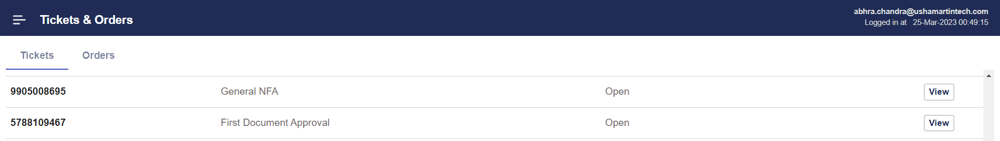 Tickets & Orders
abhra.chandra@ushamartintech.com
Logged in at 25-Mar-2023 00:49:15
Tickets Orders
9905008695 General NFA Open View
5788109467 First Document Approval Open View